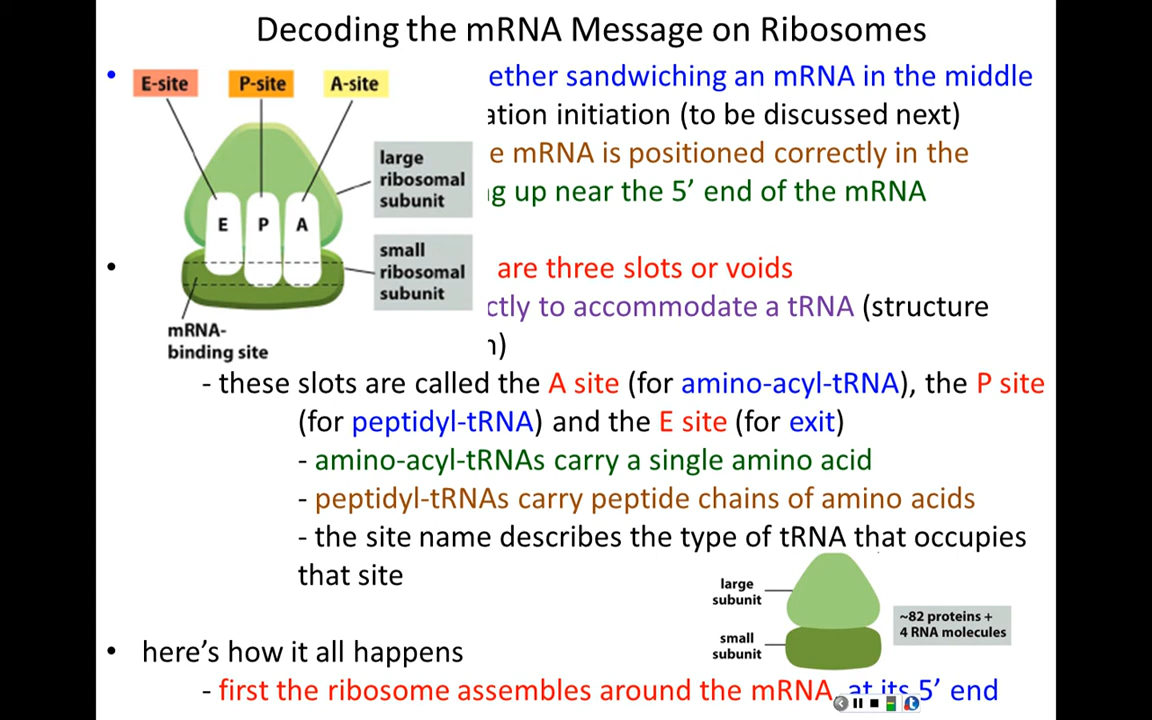 Decoding the mRNA Message on Ribosomes
E-site P-site A-site
• ether sandwiching an mRNA in the middle
ation initiation (to be discussed next)
e mRNA is positioned correctly in the
g up near the 5’ end of the mRNA
large
ribosomal
subunit
E P A
small
ribosomal
subunit
mRNA-
binding site
• are three slots or voids
ctly to accommodate a tRNA (structure
)
- these slots are called the A site (for amino-acyl-tRNA), the P site
(for peptidyl-tRNA) and the E site (for exit)
- amino-acyl-tRNAs carry a single amino acid
- peptidyl-tRNAs carry peptide chains of amino acids
- the site name describes the type of tRNA that occupies
that site
large
subunit
small
subunit
~82 proteins +
4 RNA molecules
• here’s how it all happens
- first the ribosome assembles around the mRNA, at its 5’ end